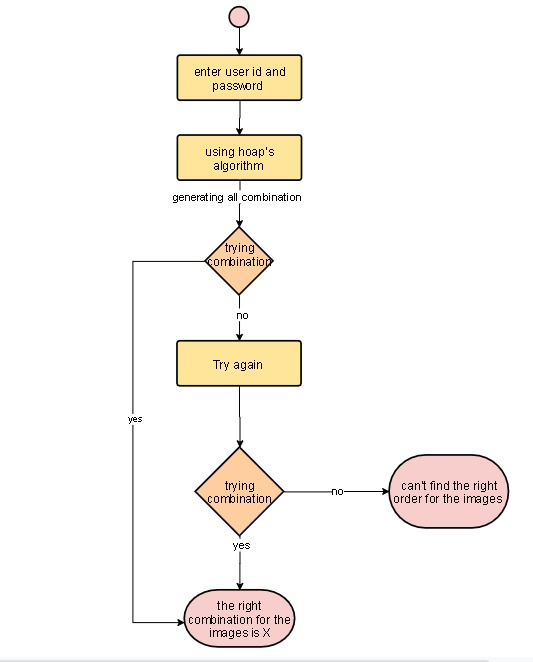 enter user id and
password
using hoap's
algorithm
generating all combination
trying
combination
no
Try again
yes
trying
combination
no
can't find the right
order for the images
yes
the right
combination for the
images is X